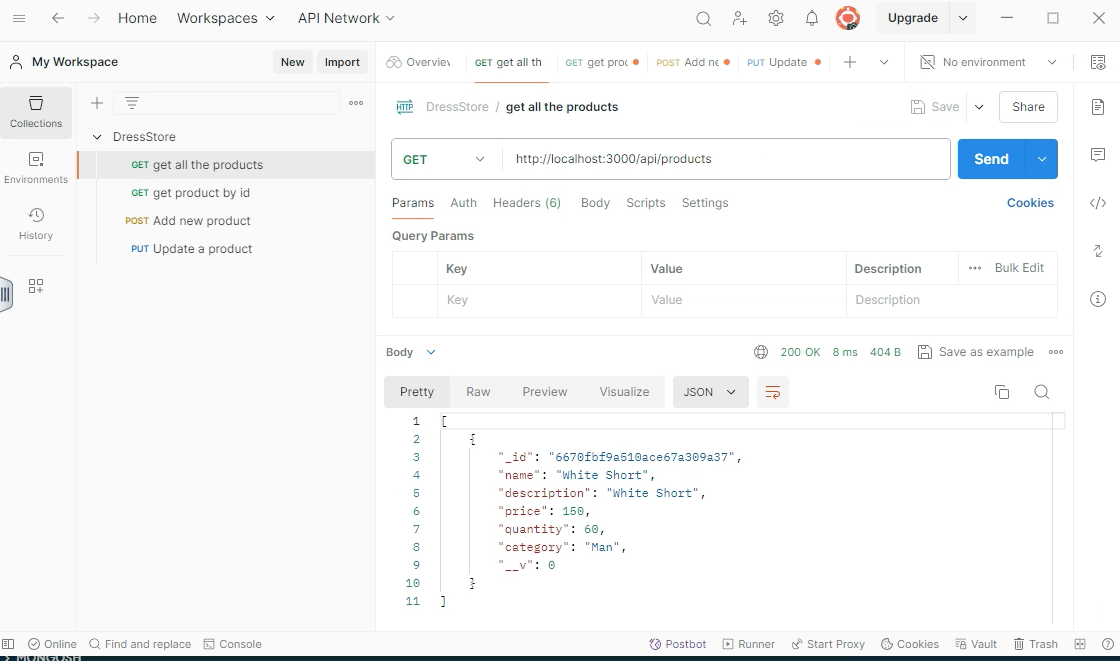 Home Workspaces API Network Upgrade
My Workspace New Import Overview GET get all th GET get proc POST Add ne PUT Update No environment
Collections
Environments
History
DressStore
GET get all the products
GET get product by id
POST Add new product
PUT Update a product
HTTP DressStore / get all the products Save Share
GET http://localhost:3000/api/products Send
Params Auth Headers (6) Body Scripts Settings Cookies
Query Params
Key Value Description Bulk Edit
Key Value Description
Body 200 OK 8 ms 404 B Save as example
Pretty Raw Preview Visualize JSON
1 [
2 {
3 "_id": "6670fbf9a510ace67a309a37",
4 "name": "White Short",
5 "description": "White Short",
6 "price": 150,
7 "quantity": 60,
8 "category": "Man",
9 "__v": 0
10 }
11 ]
Online Find and replace Console Postbot Runner Start Proxy Cookies Vault Trash
> MONGOSH